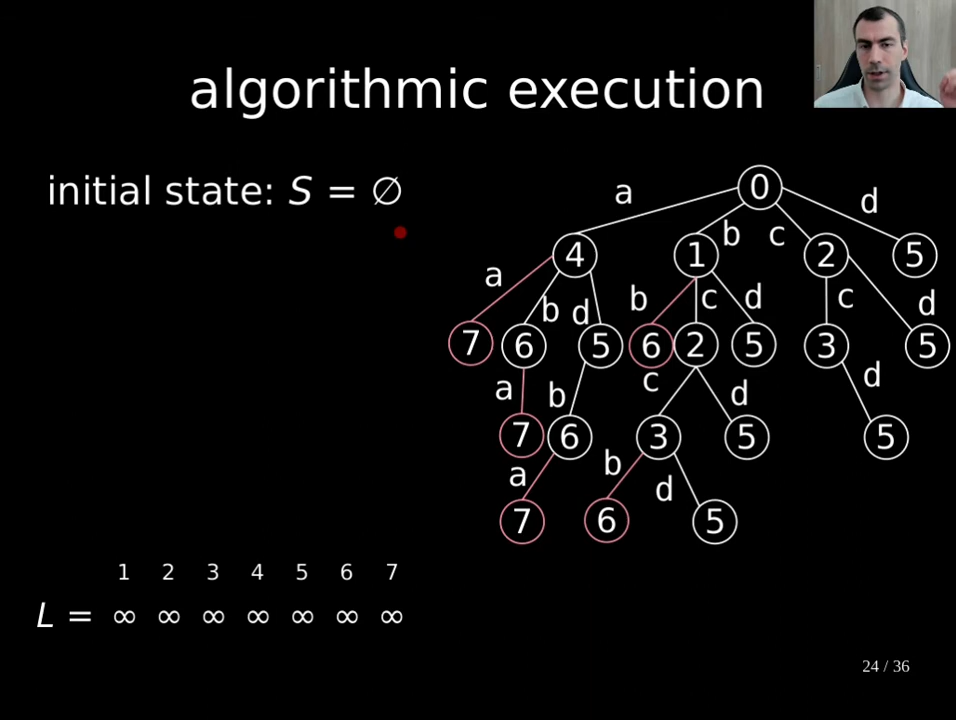 algorithmic execution
initial state: S = ∅
0
a b c d
4 1 2 5
a b d b c d c d
7 6 5 6 2 5 3 5
a b c d d
7 6 3 5 5
a b d
7 6 5
1 2 3 4 5 6 7
L = ∞ ∞ ∞ ∞ ∞ ∞ ∞
24 / 36